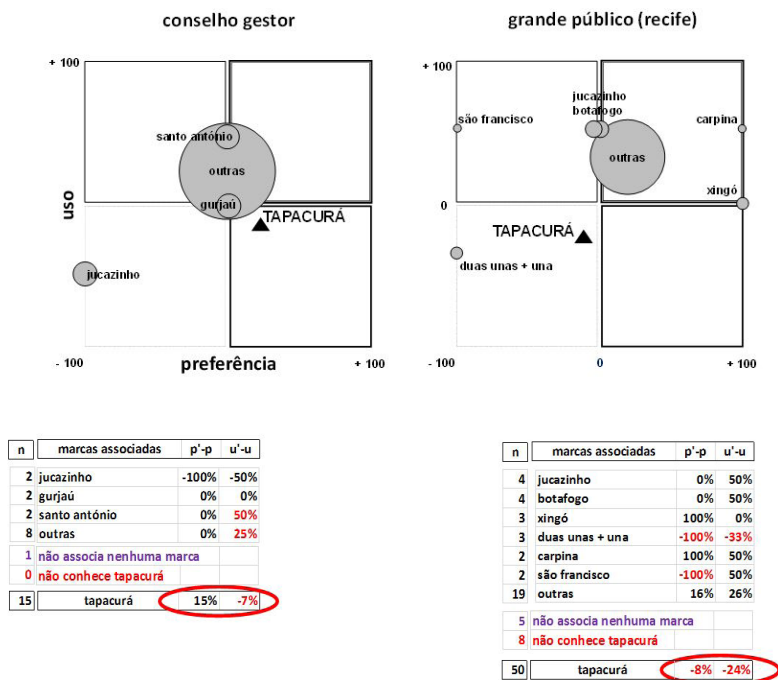 conselho gestor
+ 100
santo antónio
outras
gurjaú
TAPACURÁ
uso
jucazinho
- 100
preferência
+ 100
grande público (recife)
+ 100
jucazinho
botafogo
são francisco
carpina
outras
xingó
0
TAPACURÁ
duas unas + una
- 100
0
+ 100
n marcas associadas p'-p u'-u
2 jucazinho -100% -50%
2 gurjaú 0% 0%
2 santo antónio 0% 50%
8 outras 0% 25%
1 não associa nenhuma marca
0 não conhece tapacurá
15 tapacurá 15% -7%
n marcas associadas p'-p u'-u
4 jucazinho 0% 50%
4 botafogo 0% 50%
3 xingó 100% 0%
3 duas unas + una -100% -33%
2 carpina 100% 50%
2 são francisco -100% 50%
19 outras 16% 26%
5 não associa nenhuma marca
8 não conhece tapacurá
50 tapacurá -8% -24%